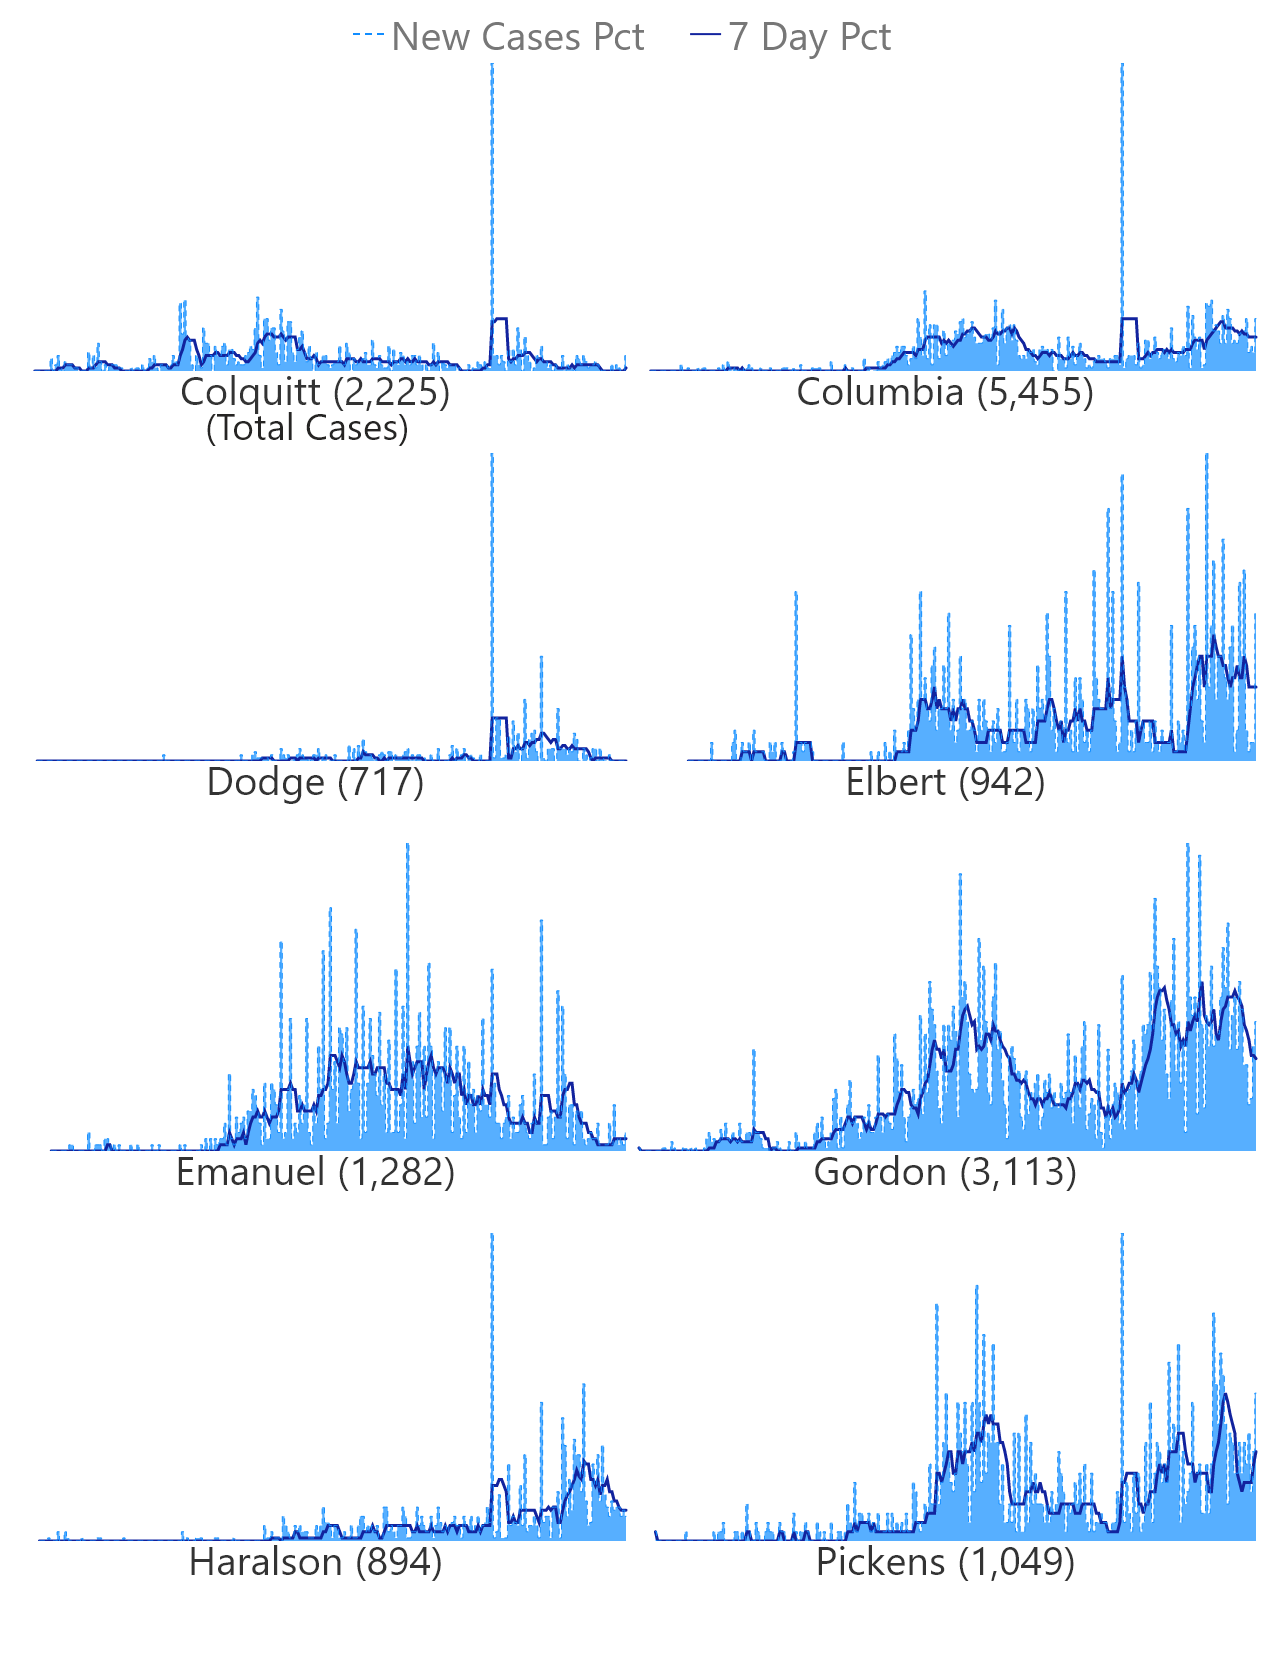 New Cases Pct 7 Day Pct
Colquitt (2,225) Columbia (5,455)
(Total Cases)
Dodge (717) Elbert (942)
Emanuel (1,282) Gordon (3,113)
Haralson (894) Pickens (1,049)